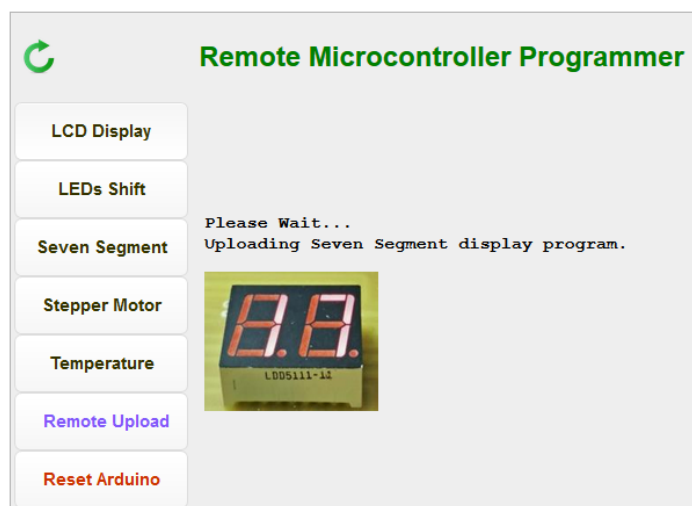 Remote Microcontroller Programmer
LCD Display
LEDs Shift
Seven Segment
Stepper Motor
Temperature
Remote Upload
Reset Arduino
Please Wait...
Uploading Seven Segment display program.